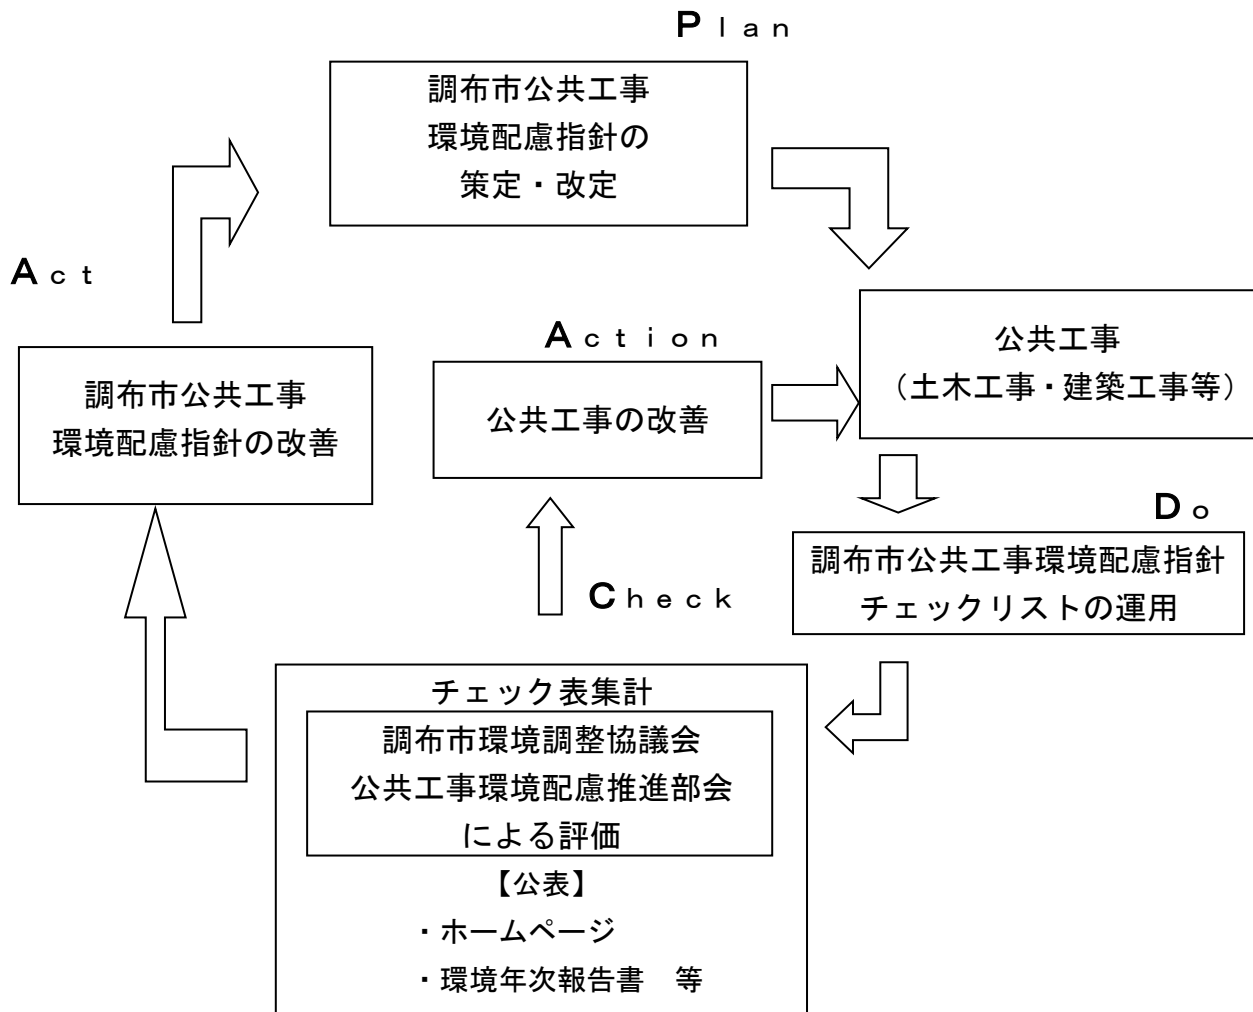 Plan
調布市公共工事
環境配慮指針の
策定・改定
Act
調布市公共工事
環境配慮指針の改善
Action
公共工事の改善
公共工事
（土木工事・建築工事等）
Do
調布市公共工事環境配慮指針
チェックリストの運用
Check
チェック表集計
調布市環境調整協議会
公共工事環境配慮推進部会
による評価
【公表】
・ホームページ
・環境年次報告書　等